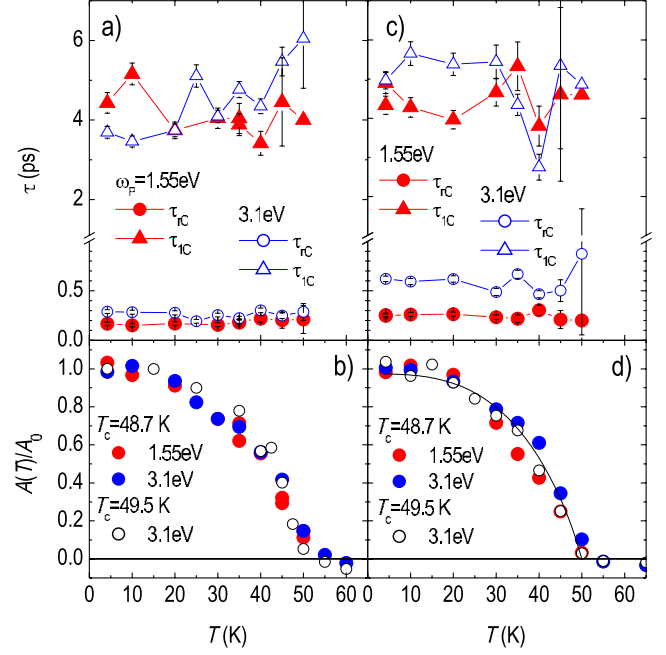 a)
c)
6
4
2
τ (ps)
ω_P=1.55eV
τ_rC
τ_1C
3.1eV
τ_rC
τ_1C
1.55eV
τ_rC
τ_1C
3.1eV
τ_rC
τ_1C
0.5
0.0
b)
d)
1.0
0.8
0.6
0.4
0.2
0.0
A(T)/A_0
T_c=48.7 K
1.55eV
3.1eV
T_c=49.5 K
3.1eV
T_c=48.7 K
1.55eV
3.1eV
T_c=49.5 K
3.1eV
0 10 20 30 40 50 60
0 10 20 30 40 50 60
T (K)
T (K)